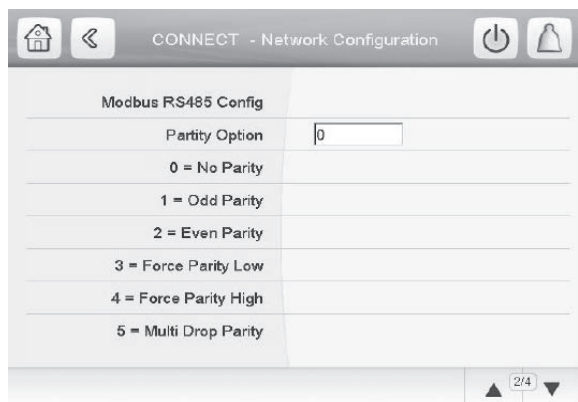 CONNECT - Network Configuration
Modbus RS485 Config
Partity Option 0
0 = No Parity
1 = Odd Parity
2 = Even Parity
3 = Force Parity Low
4 = Force Parity High
5 = Multi Drop Parity
2/4